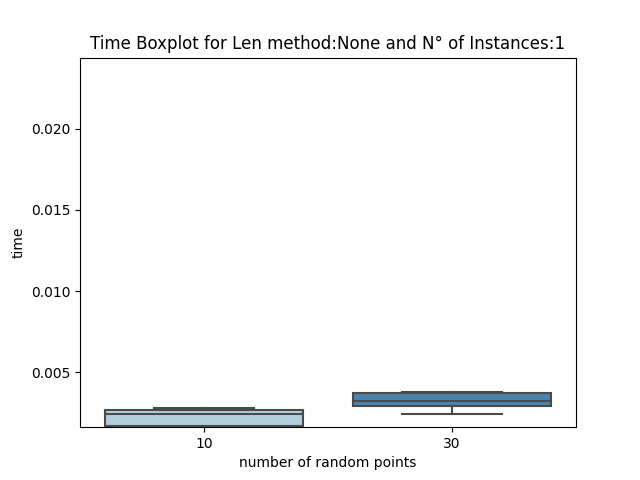 Time Boxplot for Len method:None and N° of Instances:1
0.020
0.015
0.010
0.005
time
10
30
number of random points